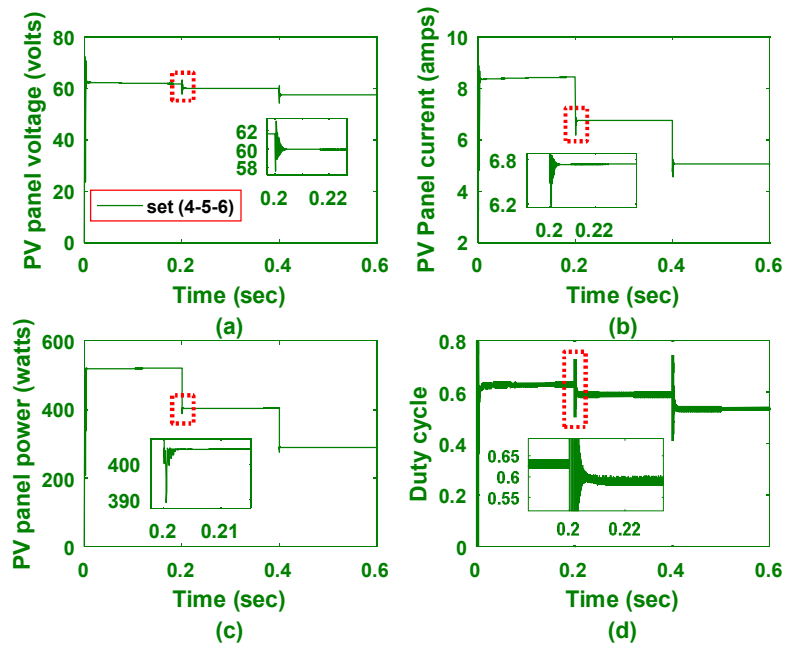 PV panel voltage (volts)
80
60
40
20
0
62
60
58
0.2 0.22
set (4-5-6)
0 0.2 0.4 0.6
Time (sec)
(a)
PV Panel current (amps)
10
8
6
4
2
6.8
6.2
0.2 0.22
0 0.2 0.4 0.6
Time (sec)
(b)
PV panel power (watts)
600
400
200
0
400
390
0.2 0.21
0 0.2 0.4 0.6
Time (sec)
(c)
Duty cycle
0.8
0.6
0.4
0.2
0
0.65
0.6
0.55
0.2 0.22
0 0.2 0.4 0.6
Time (sec)
(d)